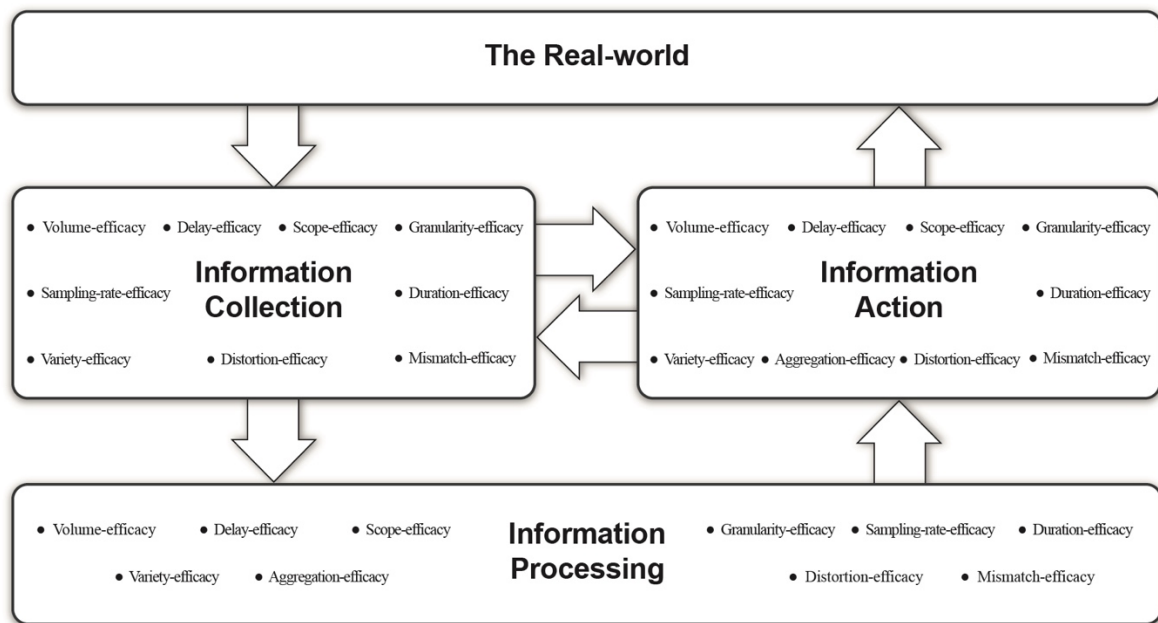 The Real-world
• Volume-efficacy • Delay-efficacy • Scope-efficacy • Granularity-efficacy
Information
Collection
• Sampling-rate-efficacy • Duration-efficacy
• Variety-efficacy • Distortion-efficacy • Mismatch-efficacy
• Volume-efficacy • Delay-efficacy • Scope-efficacy • Granularity-efficacy
Information
Action
• Sampling-rate-efficacy • Duration-efficacy
• Variety-efficacy • Aggregation-efficacy • Distortion-efficacy • Mismatch-efficacy
• Volume-efficacy • Delay-efficacy • Scope-efficacy
• Variety-efficacy • Aggregation-efficacy
Information
Processing
• Granularity-efficacy • Sampling-rate-efficacy • Duration-efficacy
• Distortion-efficacy • Mismatch-efficacy